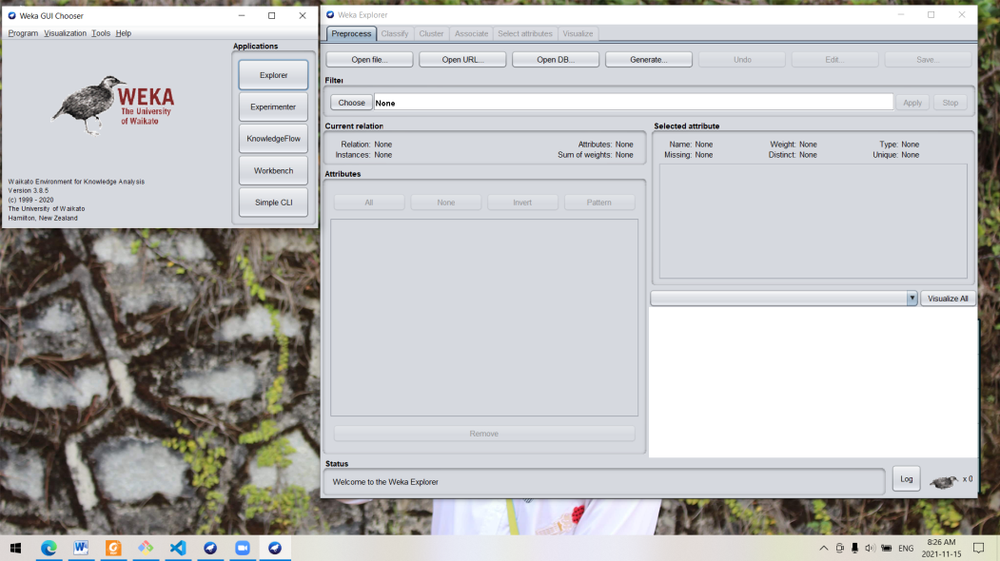 Weka GUI Chooser
Program Visualization Tools Help
Applications
Explorer
Experimenter
KnowledgeFlow
Workbench
Simple CLI
WEKA
The University
of Waikato
Waikato Environment for Knowledge Analysis
Version 3.8.5
(c) 1999 - 2020
The University of Waikato
Hamilton, New Zealand
Weka Explorer
Preprocess Classify Cluster Associate Select attributes Visualize
Open file... Open URL... Open DB... Generate... Undo Edit... Save...
Filter
Choose None Apply Stop
Current relation
Relation: None Attributes: None
Instances: None Sum of weights: None
Attributes
All None Invert Pattern
Remove
Selected attribute
Name: None Weight: None Type: None
Missing: None Distinct: None Unique: None
Visualize All
Status
Welcome to the Weka Explorer
Log x 0
ENG
8:26 AM
2021-11-15